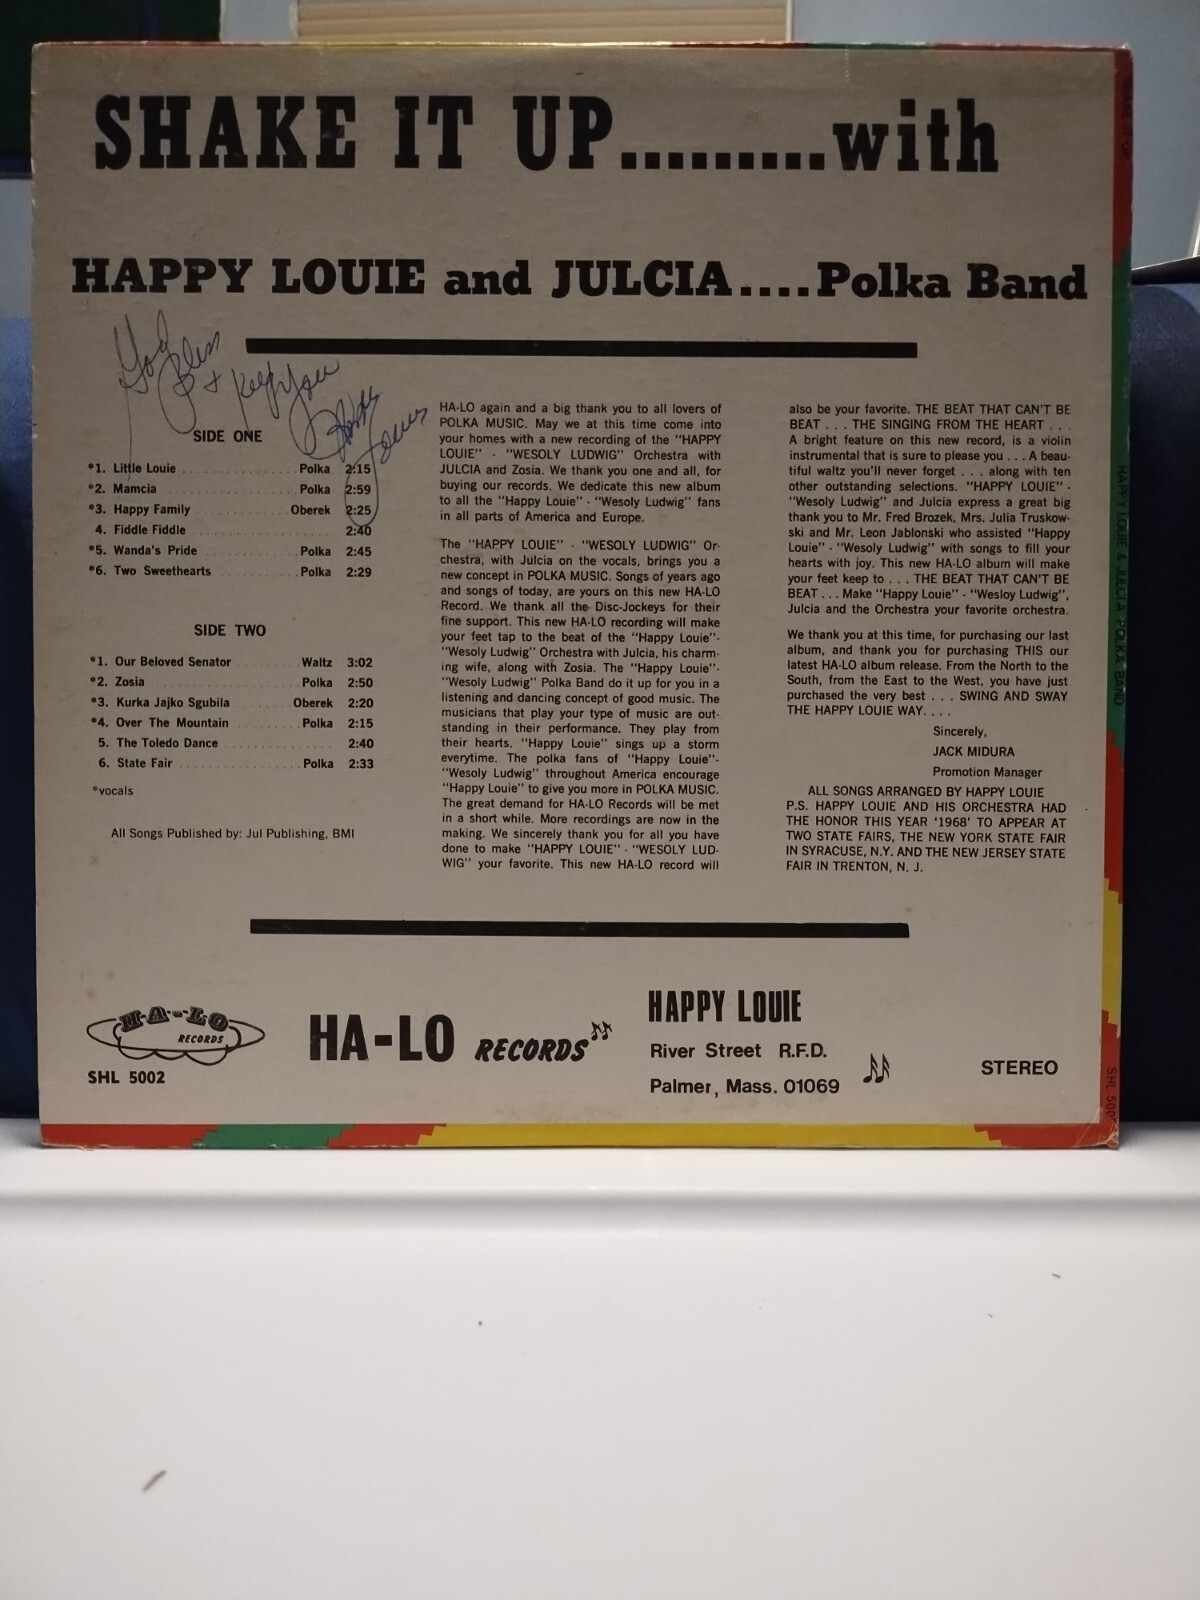 SHAKE IT UP.........with
HAPPY LOUIE and JULCIA....Polka Band
God Bless
+ Keep You
Happy
Louie
SIDE ONE
*1. Little Louie Polka 2:15
*2. Mamcia Polka 2:59
*3. Happy Family Oberek 2:25
4. Fiddle Fiddle 2:40
*5. Wanda's Pride Polka 2:45
*6. Two Sweethearts Polka 2:29
SIDE TWO
*1. Our Beloved Senator Waltz 3:02
*2. Zosia Polka 2:50
*3. Kurka Jajko Sgubila Oberek 2:20
*4. Over The Mountain Polka 2:15
5. The Toledo Dance 2:40
6. State Fair Polka 2:33
*vocals
All Songs Published by: Jul Publishing, BMI
HA-LO again and a big thank you to all lovers of
POLKA MUSIC. May we at this time come into
your homes with a new recording of the "HAPPY
LOUIE" - "WESOLY LUDWIG" Orchestra with
JULCIA and Zosia. We thank you one and all, for
buying our records. We dedicate this new album
to all the "Happy Louie" - "Wesoly Ludwig" fans
in all parts of America and Europe.
The "HAPPY LOUIE" - "WESOLY LUDWIG" Or-
chestra, with Julcia on the vocals, brings you a
new concept in POLKA MUSIC. Songs of years ago
and songs of today, are yours on this new HA-LO
Record. We thank all the Disc-Jockeys for their
fine support. This new HA-LO recording will make
your feet tap to the beat of the "Happy Louie"-
"Wesoly Ludwig" Orchestra with Julcia, his charm-
ing wife, along with Zosia. The "Happy Louie"-
"Wesoly Ludwig" Polka Band do it up for you in a
listening and dancing concept of good music. The
musicians that play your type of music are out-
standing in their performance. They play from
their hearts. "Happy Louie" sings up a storm
everytime. The polka fans of "Happy Louie"-
"Wesoly Ludwig" throughout America encourage
"Happy Louie" to give you more in POLKA MUSIC.
The great demand for HA-LO Records will be met
in a short while. More recordings are now in the
making. We sincerely thank you for all you have
done to make "HAPPY LOUIE" - "WESOLY LUD-
WIG" your favorite. This new HA-LO record will
also be your favorite. THE BEAT THAT CAN'T BE
BEAT . . . THE SINGING FROM THE HEART . . .
A bright feature on this new record, is a violin
instrumental that is sure to please you . . . A beau-
tiful waltz you'll never forget . . . along with ten
other outstanding selections. "HAPPY LOUIE" -
"Wesoly Ludwig" and Julcia express a great big
thank you to Mr. Fred Brozek, Mrs. Julia Truskow-
ski and Mr. Leon Jablonski who assisted "Happy
Louie" - "Wesoly Ludwig" with songs to fill your
hearts with joy. This new HA-LO album will make
your feet keep to . . . THE BEAT THAT CAN'T BE
BEAT . . . Make "Happy Louie" - "Wesloy Ludwig",
Julcia and the Orchestra your favorite orchestra.
We thank you at this time, for purchasing our last
album, and thank you for purchasing THIS our
latest HA-LO album release. From the North to the
South, from the East to the West, you have just
purchased the very best . . . SWING AND SWAY
THE HAPPY LOUIE WAY. . . .
Sincerely,
JACK MIDURA
Promotion Manager
ALL SONGS ARRANGED BY HAPPY LOUIE
P.S. HAPPY LOUIE AND HIS ORCHESTRA HAD
THE HONOR THIS YEAR '1968' TO APPEAR AT
TWO STATE FAIRS, THE NEW YORK STATE FAIR
IN SYRACUSE, N.Y. AND THE NEW JERSEY STATE
FAIR IN TRENTON, N. J.
HA-LO
RECORDS
SHL 5002
HA-LO RECORDS
HAPPY LOUIE
River Street R.F.D.
Palmer, Mass. 01069
STEREO
SHAKE IT UP
HAPPY LOUIE & JULCIA POLKA BAND
SHL 5002